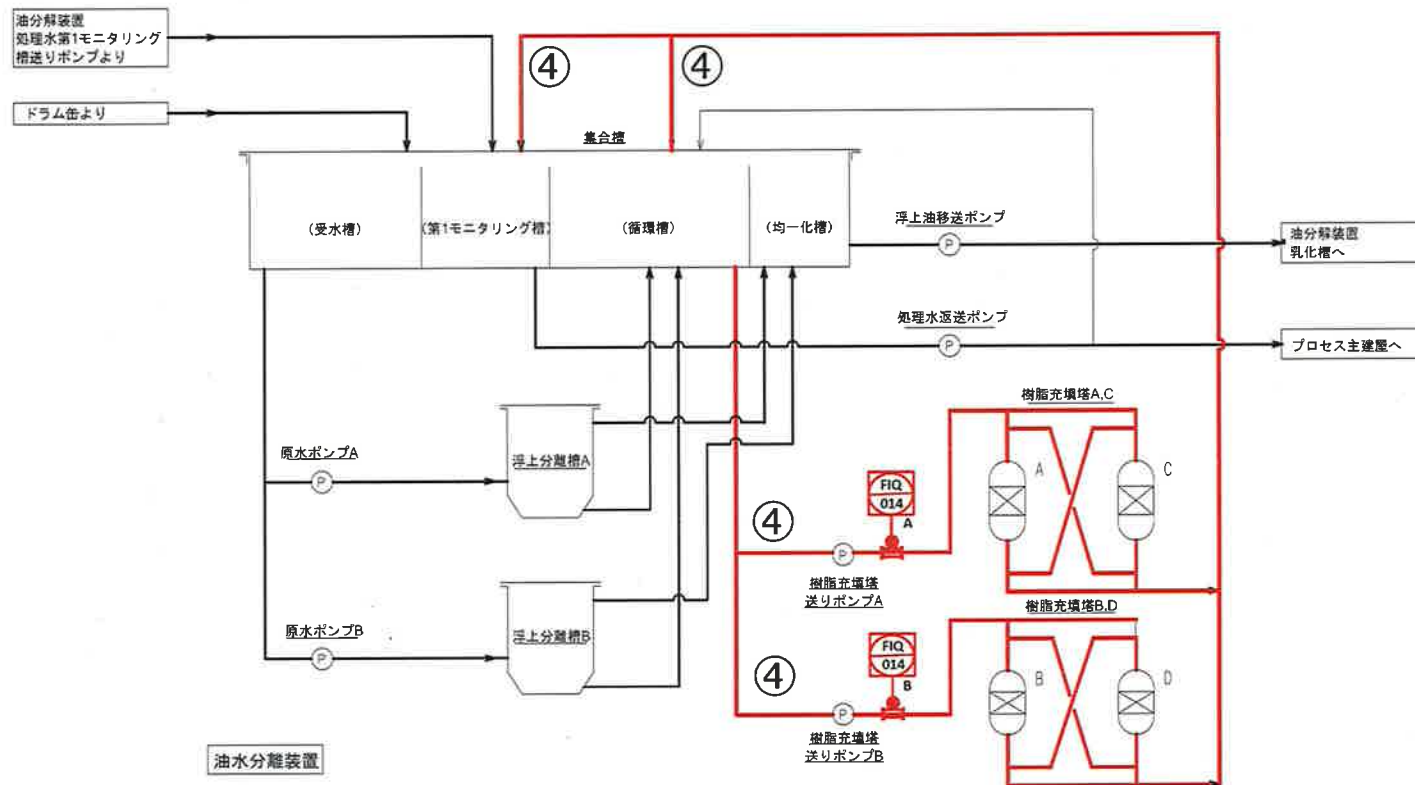 油分解装置
処理水第1モニタリング
槽送りポンプより
④
④
ドラム缶より
集合槽
(受水槽)
(第1モニタリング槽)
(循環槽)
(均一化槽)
浮上油移送ポンプ
P
油分解装置
乳化槽へ
処理水返送ポンプ
P
プロセス主建屋へ
樹脂充填塔A,C
原水ポンプA
P
浮上分離槽A
A
C
FIQ
014
A
④
P
樹脂充填塔
送りポンプA
樹脂充填塔B,D
原水ポンプB
P
浮上分離槽B
FIQ
014
B
④
B
D
P
樹脂充填塔
送りポンプB
油水分離装置